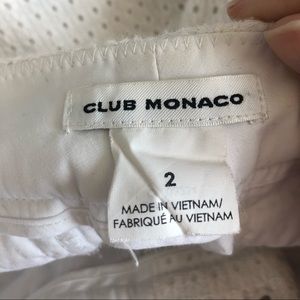 CLUB MONACO
2
MADE IN VIETNAM/
FABRIQUÉ AU VIETNAM